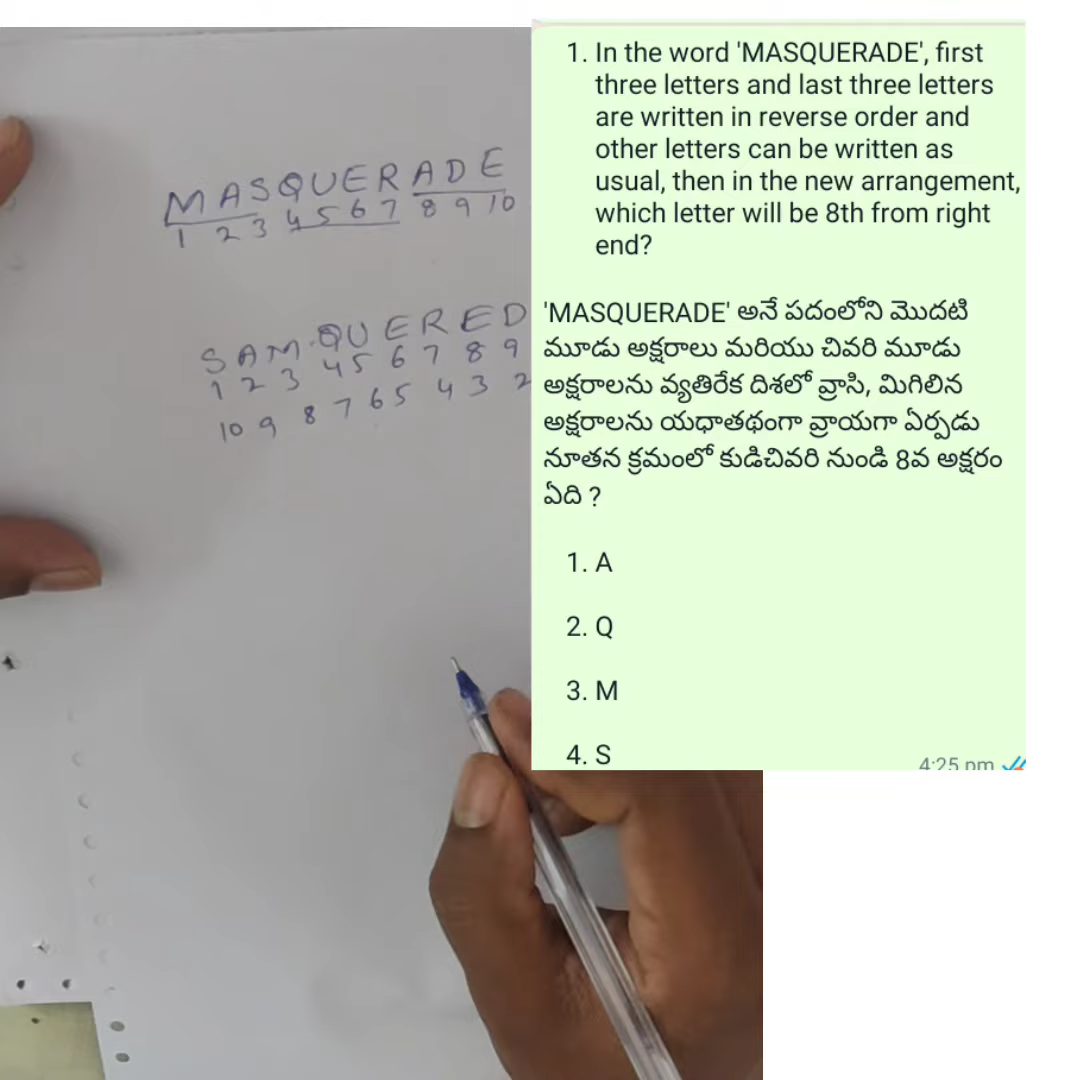 MASQUERADE
1 2 3 4 5 6 7 8 9 10
SAM.QUERED
1 2 3 4 5 6 7 8 9
10 9 8 7 6 5 4 3 2
1. In the word 'MASQUERADE', first
three letters and last three letters
are written in reverse order and
other letters can be written as
usual, then in the new arrangement,
which letter will be 8th from right
end?
'MASQUERADE' అనే పదంలోని మొదటి
మూడు అక్షరాలు మరియు చివరి మూడు
అక్షరాలను వ్యతిరేక దిశలో వ్రాసి, మిగిలిన
అక్షరాలను యధాతథంగా వ్రాయగా ఏర్పడు
నూతన క్రమంలో కుడిచివరి నుండి 8వ అక్షరం
ఏది ?
1. A
2. Q
3. M
4. S
4:25 pm